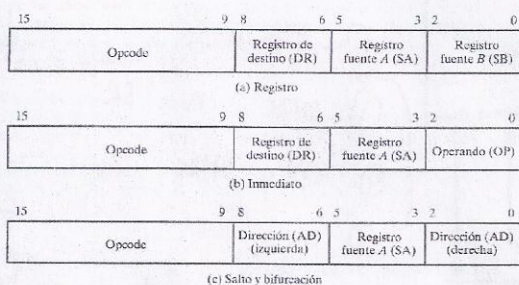 15 9 8 6 5 3 2 0
Opcode Registro de destino (DR) Registro fuente A (SA) Registro fuente B (SB)
(a) Registro
15 9 8 6 5 3 2 0
Opcode Registro de destino (DR) Registro fuente A (SA) Operando (OP)
(b) Inmediato
15 9 8 6 5 3 2 0
Opcode Dirección (AD) (izquierda) Registro fuente A (SA) Dirección (AD) (derecha)
(c) Salto y bifurcación